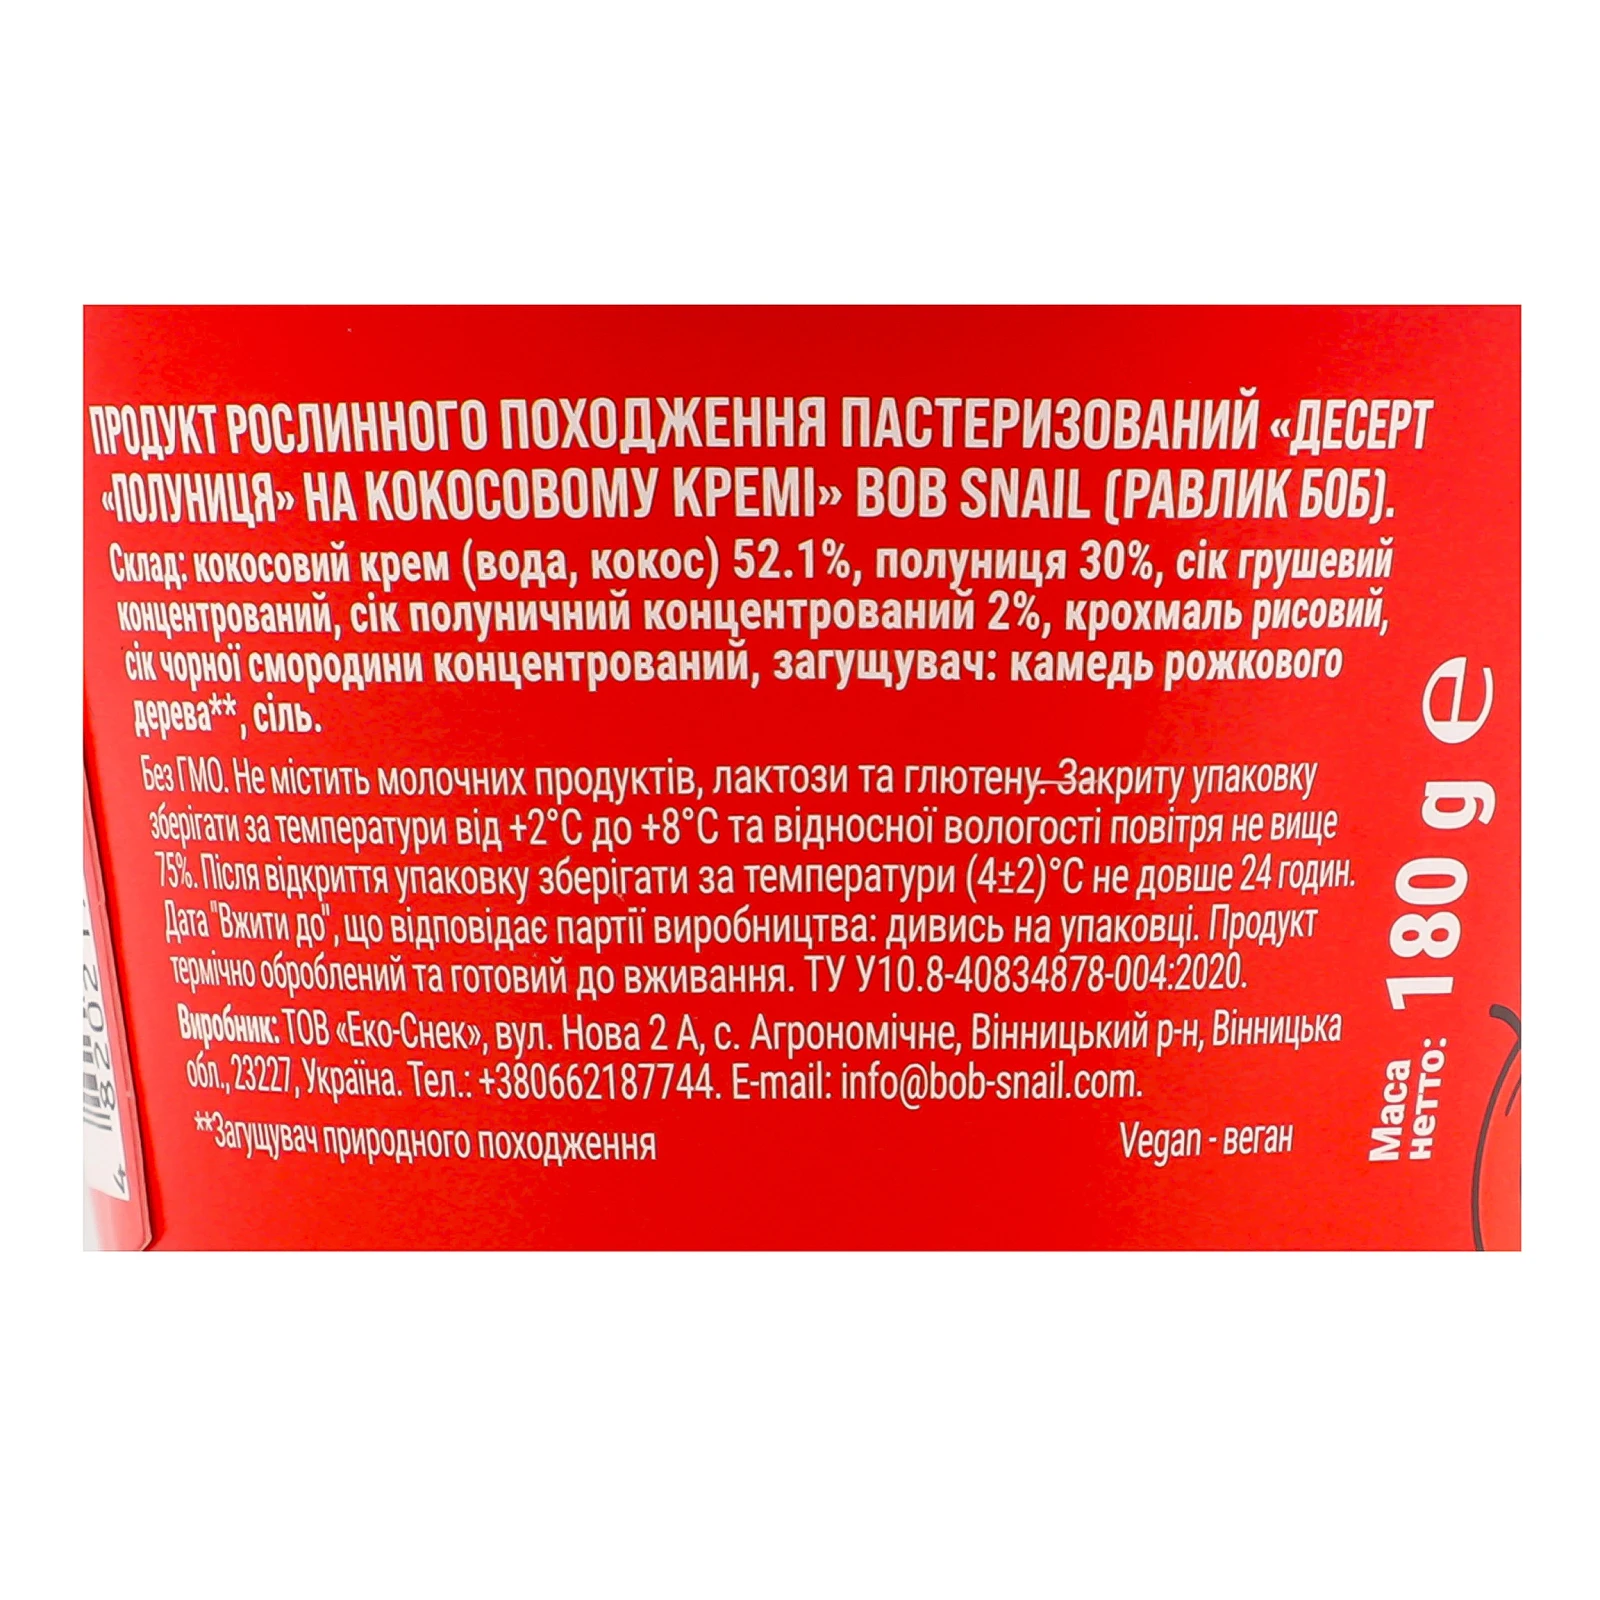 ПРОДУКТ РОСЛИННОГО ПОХОДЖЕННЯ ПАСТЕРИЗОВАНИЙ «ДЕСЕРТ
«ПОЛУНИЦЯ» НА КОКОСОВОМУ КРЕМІ» BOB SNAIL (РАВЛИК БОБ).
Склад: кокосовий крем (вода, кокос) 52.1%, полуниця 30%, сік грушевий
концентрований, сік полуничний концентрований 2%, крохмаль рисовий,
сік чорної смородини концентрований, загущувач: камедь рожкового
дерева**, сіль.
Без ГМО. Не містить молочних продуктів, лактози та глютену. Закриту упаковку
зберігати за температури від +2°С до +8°С та відносної вологості повітря не вище
75%. Після відкриття упаковку зберігати за температури (4±2)°С не довше 24 годин.
Дата "Вжити до", що відповідає партії виробництва: дивись на упаковці. Продукт
термічно оброблений та готовий до вживання. ТУ У10.8-40834878-004:2020.
Виробник: ТОВ «Еко-Снек», вул. Нова 2 А, с. Агрономічне, Вінницький р-н, Вінницька
обл., 23227, Україна. Тел.: +380662187744. E-mail: info@bob-snail.com.
**Загущувач природного походження
Vegan - веган
Маса
нетто: 180 g e